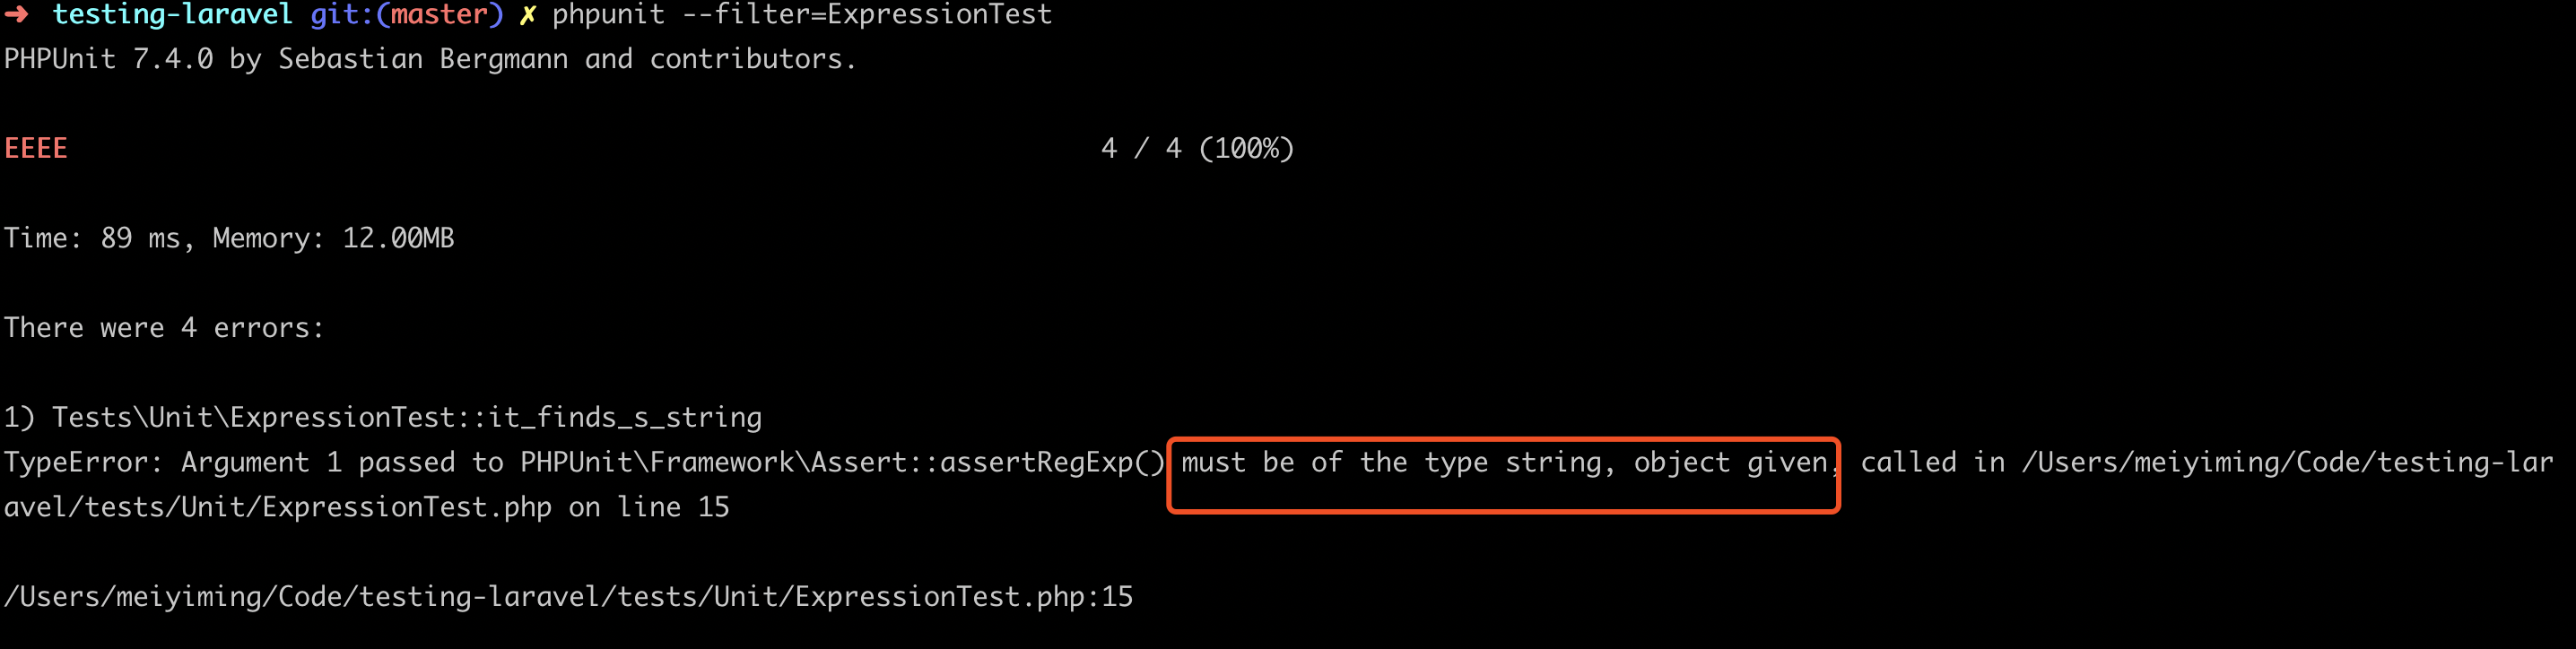 ➜  testing-laravel git:(master) ✗ phpunit --filter=ExpressionTest
PHPUnit 7.4.0 by Sebastian Bergmann and contributors.
EEEE 4 / 4 (100%)
Time: 89 ms, Memory: 12.00MB
There were 4 errors:
1) Tests\Unit\ExpressionTest::it_finds_s_string
TypeError: Argument 1 passed to PHPUnit\Framework\Assert::assertRegExp() must be of the type string, object given, called in /Users/meiyiming/Code/testing-lar
avel/tests/Unit/ExpressionTest.php on line 15
/Users/meiyiming/Code/testing-laravel/tests/Unit/ExpressionTest.php:15